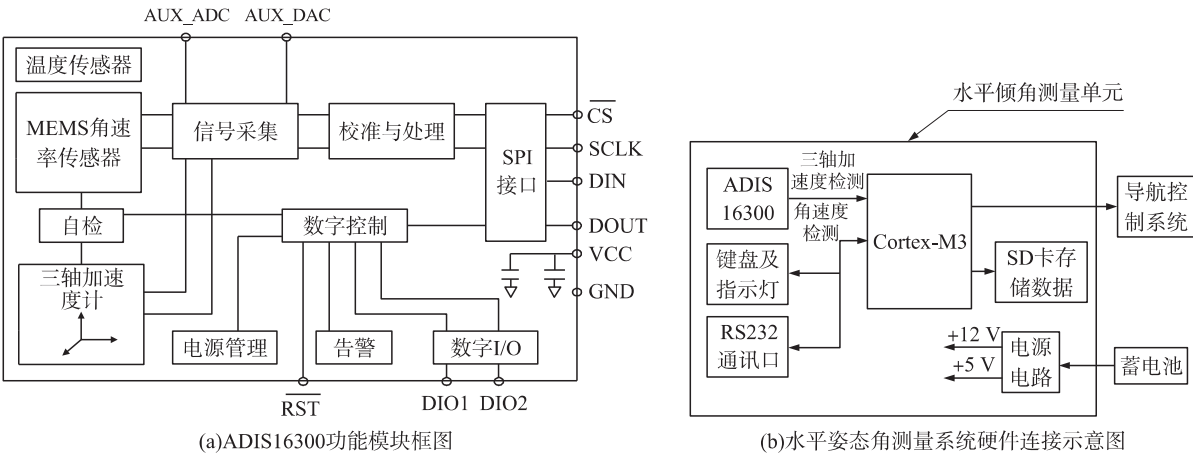 AUX_ADC
AUX_DAC
温度传感器
MEMS角速
率传感器
信号采集
校准与处理
SPI
接口
CS
SCLK
DIN
DOUT
VCC
GND
自检
数字控制
三轴加速
度计
电源管理
告警
数字I/O
RST
DIO1
DIO2
(a)ADIS16300功能模块框图
水平倾角测量单元
ADIS
16300
三轴加
速度检测
角速度
检测
Cortex-M3
导航控
制系统
键盘及
指示灯
SD卡存
储数据
RS232
通讯口
+12 V
+5 V
电源
电路
蓄电池
(b)水平姿态角测量系统硬件连接示意图